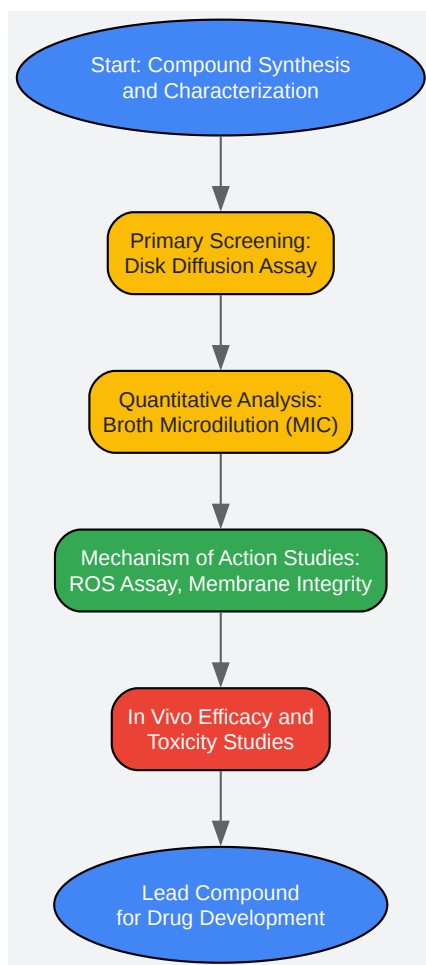 Start: Compound Synthesis
and Characterization
Primary Screening:
Disk Diffusion Assay
Quantitative Analysis:
Broth Microdilution (MIC)
Mechanism of Action Studies:
ROS Assay, Membrane Integrity
In Vivo Efficacy and
Toxicity Studies
Lead Compound
for Drug Development